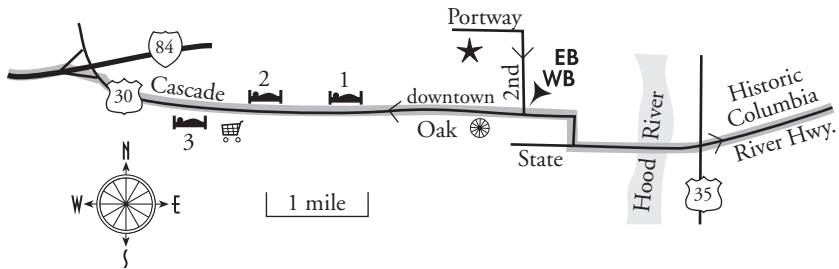 Portway
84
EB
WB
2nd
30
Cascade
2
1
downtown
Oak
3
State
Hood River
Historic
Columbia
River Hwy.
35
N
W
E
S
1 mile